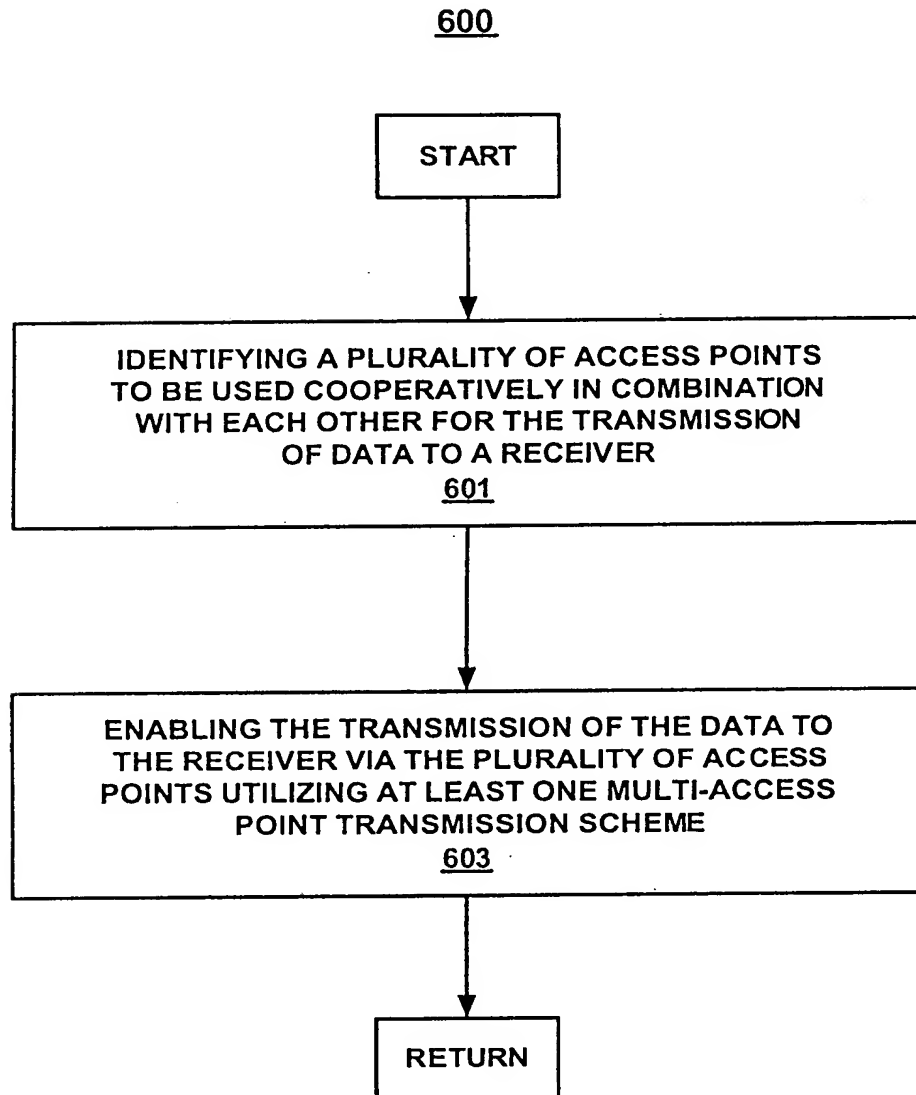 600
START
IDENTIFYING A PLURALITY OF ACCESS POINTS
TO BE USED COOPERATIVELY IN COMBINATION
WITH EACH OTHER FOR THE TRANSMISSION
OF DATA TO A RECEIVER
601
ENABLING THE TRANSMISSION OF THE DATA TO
THE RECEIVER VIA THE PLURALITY OF ACCESS
POINTS UTILIZING AT LEAST ONE MULTI-ACCESS
POINT TRANSMISSION SCHEME
603
RETURN